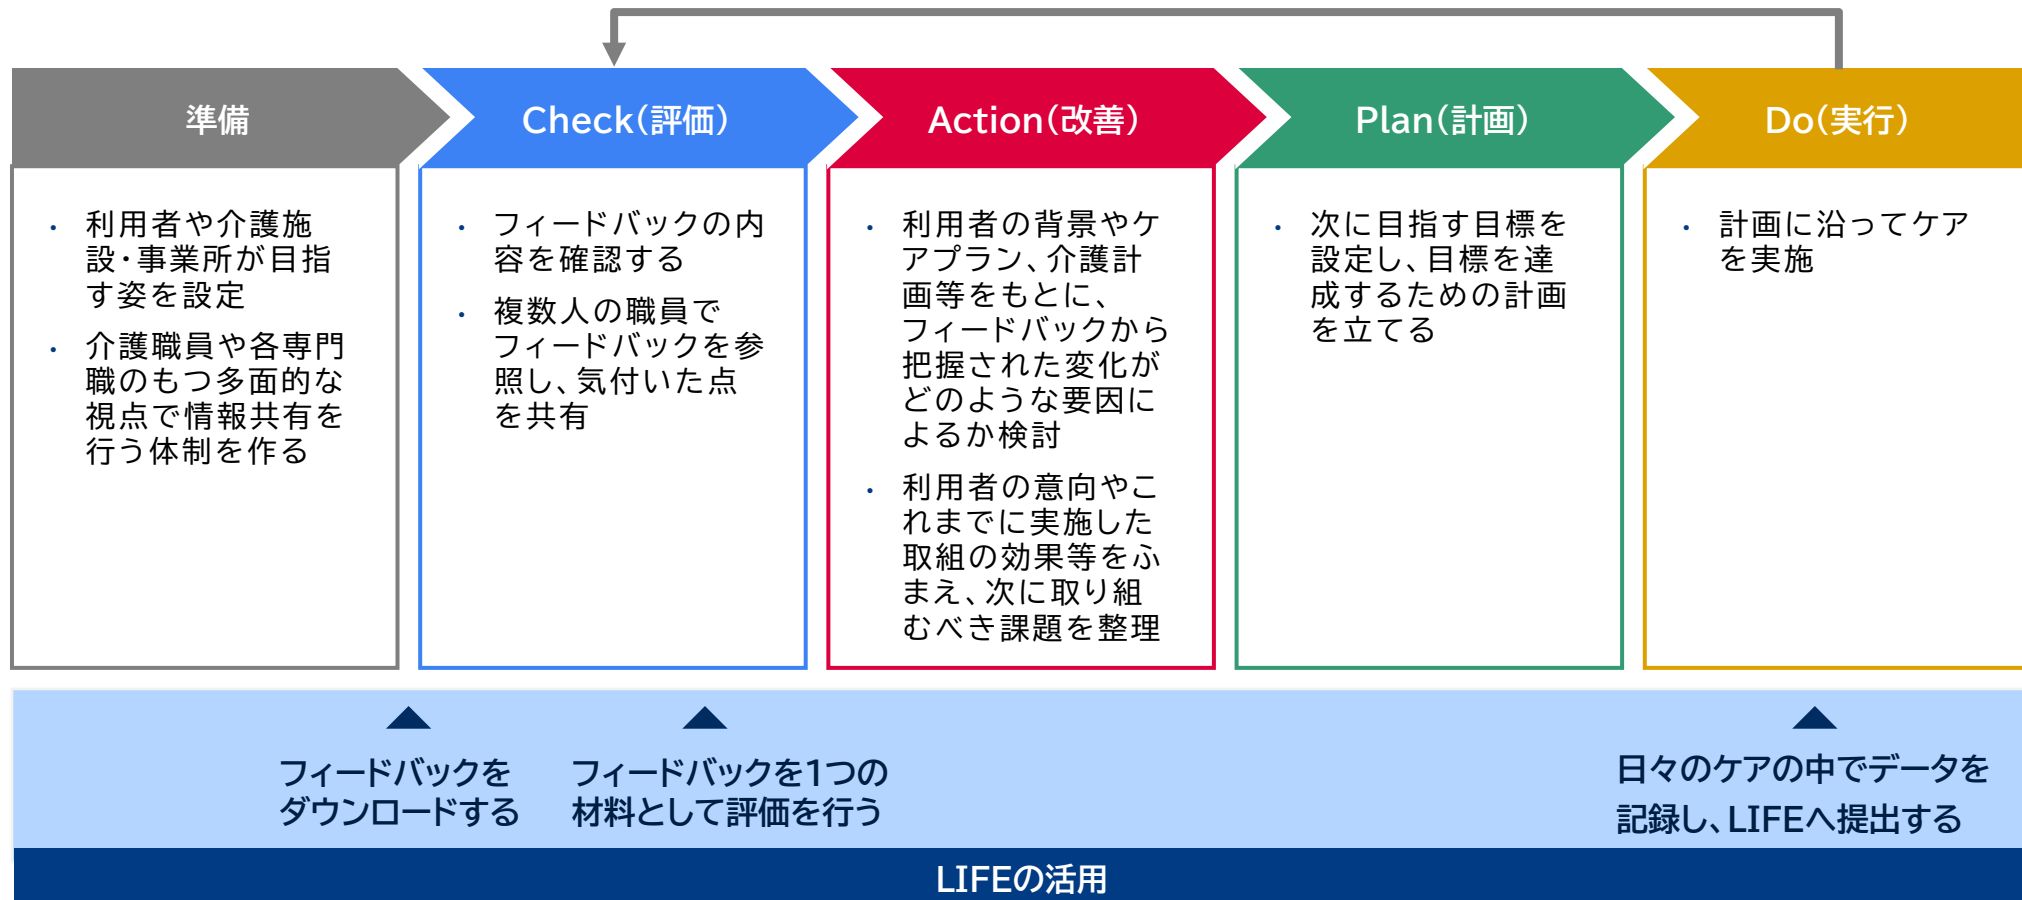 準備
・ 利用者や介護施
設・事業所が目指
す姿を設定
・ 介護職員や各専門
職のもつ多面的な
視点で情報共有を
行う体制を作る
Check(評価)
・ フィードバックの内
容を確認する
・ 複数人の職員で
フィードバックを参
照し、気付いた点
を共有
Action(改善)
・ 利用者の背景やケ
アプラン、介護計
画等をもとに、
フィードバックから
把握された変化が
どのような要因に
よるか検討
・ 利用者の意向やこ
れまでに実施した
取組の効果等をふ
まえ、次に取り組
むべき課題を整理
Plan(計画)
・ 次に目指す目標を
設定し、目標を達
成するための計画
を立てる
Do(実行)
・ 計画に沿ってケア
を実施
フィードバックを
ダウンロードする
フィードバックを1つの
材料として評価を行う
日々のケアの中でデータを
記録し、LIFEへ提出する
LIFEの活用